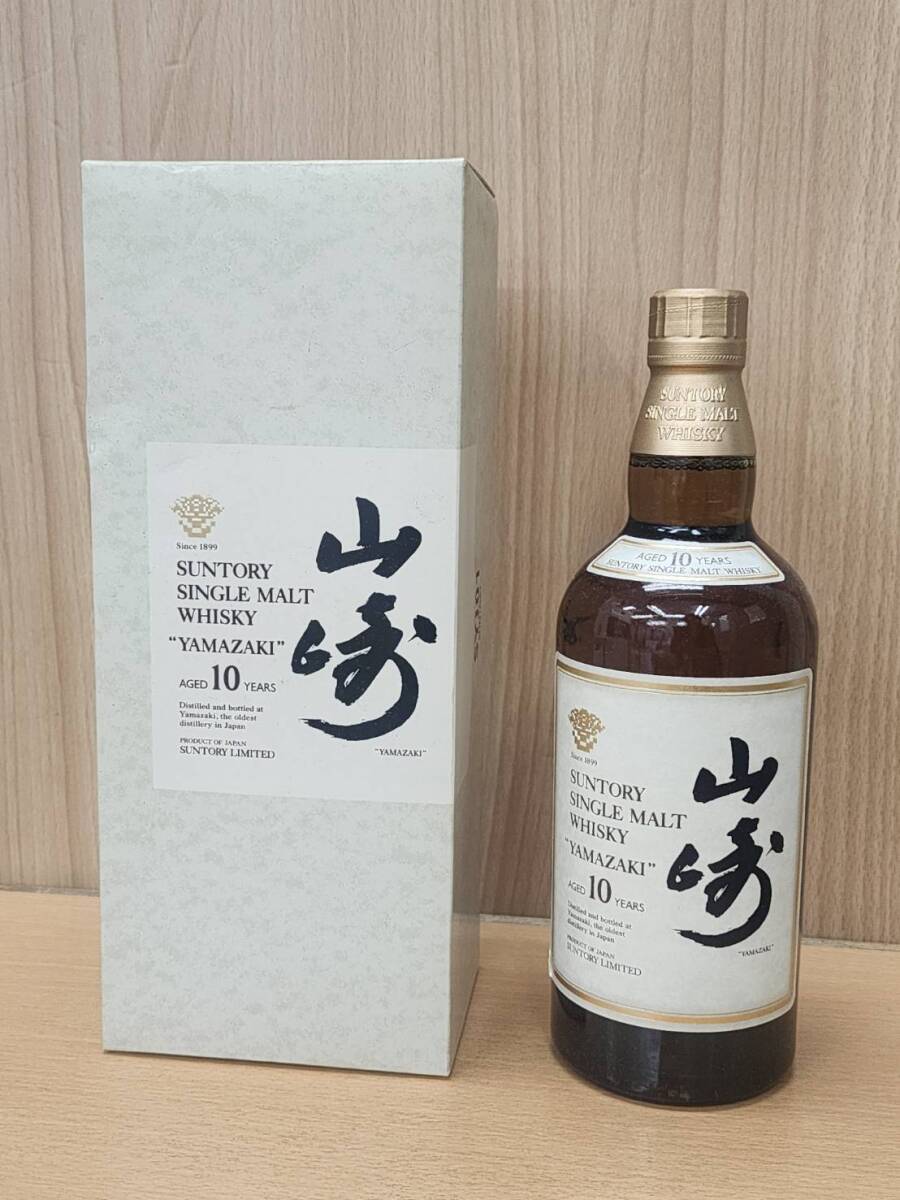 Since 1899
SUNTORY
SINGLE MALT
WHISKY
"YAMAZAKI"
AGED 10 YEARS
Distilled and bottled at
Yamazaki, the oldest
distillery in Japan
PRODUCT OF JAPAN
SUNTORY LIMITED
山崎
"YAMAZAKI"
SUNTORY
SINGLE MALT
WHISKY
AGED 10 YEARS
SUNTORY SINGLE MALT WHISKY
Since 1899
SUNTORY
SINGLE MALT
WHISKY
"YAMAZAKI"
AGED 10 YEARS
Distilled and bottled at
Yamazaki, the oldest
distillery in Japan
PRODUCT OF JAPAN
SUNTORY LIMITED
山崎
"YAMAZAKI"